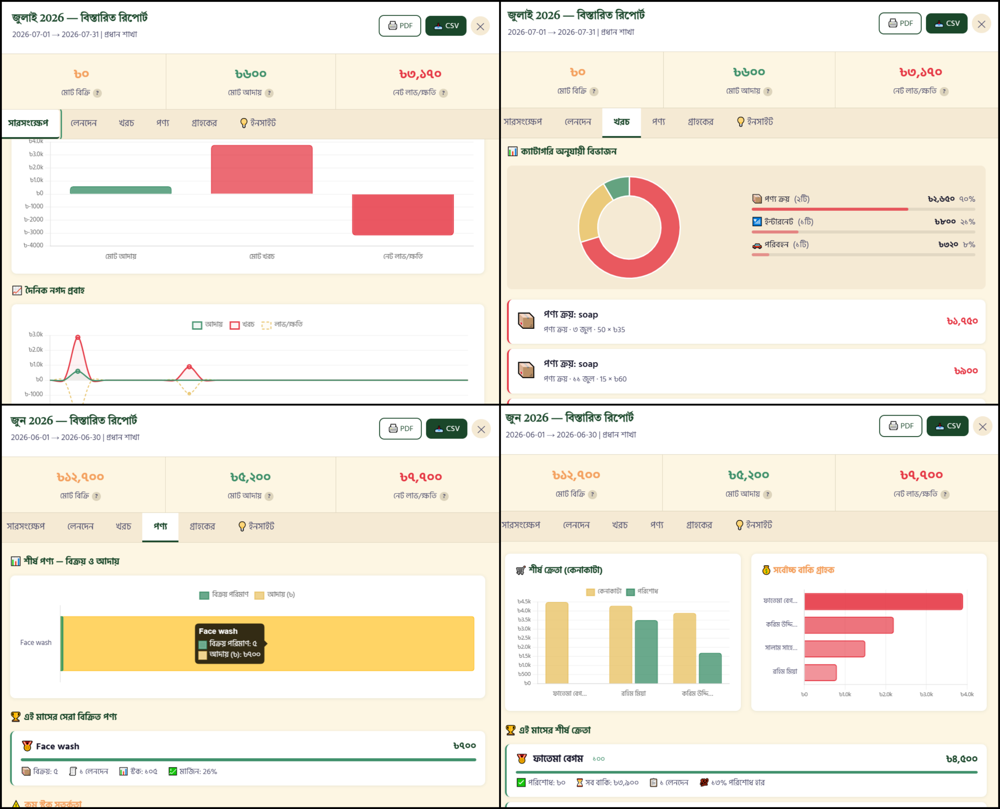 জুলাই 2026 — বিস্তারিত রিপোর্ট
2026-07-01 → 2026-07-31 | প্রধান শাখা
PDF
CSV
৳০
মোট বিক্রি ?
৳৬০০
মোট আদায় ?
৳৩,১৭০
নেট লাভ/ক্ষতি ?
সারসংক্ষেপ লেনদেন খরচ পণ্য গ্রাহকের ইনসাইট
৳4.0k
৳3.0k
৳2.0k
৳1.0k
৳0
৳-1000
৳-2000
৳-3000
৳-4000
মোট আদায় মোট খরচ নেট লাভ/ক্ষতি
দৈনিক নগদ প্রবাহ
আদায় খরচ লাভ/ক্ষতি
৳3.0k
৳2.0k
৳1.0k
৳0
৳-1000
জুলাই 2026 — বিস্তারিত রিপোর্ট
2026-07-01 → 2026-07-31 | প্রধান শাখা
PDF
CSV
৳০
মোট বিক্রি ?
৳৬০০
মোট আদায় ?
৳৩,১৭০
নেট লাভ/ক্ষতি ?
সারসংক্ষেপ লেনদেন খরচ পণ্য গ্রাহকের ইনসাইট
ক্যাটাগরি অনুযায়ী বিভাজন
পণ্য ক্রয় (২টি) ৳২,৬৫০ ৭০%
ইন্টারনেট (১টি) ৳৮০০ ২১%
পরিবহন (১টি) ৳৩২০ ৮%
পণ্য ক্রয়: soap
পণ্য ক্রয় · ৩ জুল · 50 × ৳35
৳১,৭৫০
পণ্য ক্রয়: soap
পণ্য ক্রয় · ১১ জুল · 15 × ৳60
৳৯০০
জুন 2026 — বিস্তারিত রিপোর্ট
2026-06-01 → 2026-06-30 | প্রধান শাখা
PDF
CSV
৳১২,৭০০
মোট বিক্রি ?
৳৫,২০০
মোট আদায় ?
৳৭,৭০০
নেট লাভ/ক্ষতি ?
সারসংক্ষেপ লেনদেন খরচ পণ্য গ্রাহকের ইনসাইট
শীর্ষ পণ্য — বিক্রয় ও আদায়
বিক্রয় পরিমাণ আদায় (৳)
Face wash
Face wash
বিক্রয় পরিমাণ: ৫
আদায় (৳): ৳৭০০
এই মাসের সেরা বিক্রিত পণ্য
Face wash ৳৭০০
বিক্রয়: ৫ ১ লেনদেন স্টক: ১০৫ মার্জিন: 26%
কম স্টক সতর্কতা
জুন 2026 — বিস্তারিত রিপোর্ট
2026-06-01 → 2026-06-30 | প্রধান শাখা
PDF
CSV
৳১২,৭০০
মোট বিক্রি ?
৳৫,২০০
মোট আদায় ?
৳৭,৭০০
নেট লাভ/ক্ষতি ?
সারসংক্ষেপ লেনদেন খরচ পণ্য গ্রাহকের ইনসাইট
শীর্ষ ক্রেতা (কেনাকাটা)
কেনাকাটা পরিশোধ
৳4.5k
৳4.0k
৳3.5k
৳3.0k
৳2.5k
৳2.0k
৳1.5k
৳1.0k
৳500
৳0
ফাতেমা বেগ... রহিম মিয়া করিম উদ্দি...
সর্বোচ্চ বাকি গ্রাহক
ফাতেমা বেগ...
করিম উদ্দি...
সালাম সাহে...
রহিম মিয়া
৳0 ৳1.0k ৳2.0k ৳3.0k ৳4.0k
এই মাসের শীর্ষ ক্রেতা
ফাতেমা বেগম ১০০ ৳৪,৫০০
পরিশোধ: ৳০ সব বাকি: ৳৩,৯০০ ১ লেনদেন ১৩% পরিশোধ হার